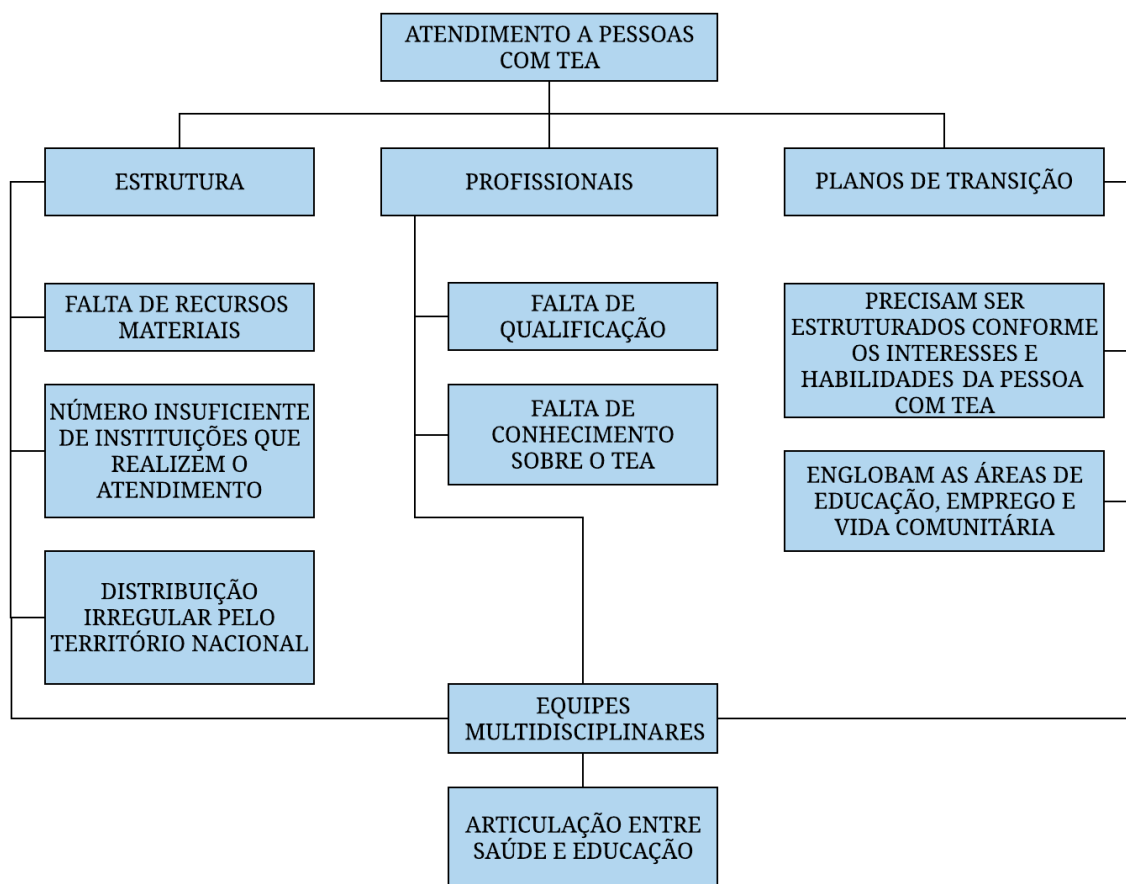 ATENDIMENTO A PESSOAS
COM TEA
ESTRUTURA
PROFISSIONAIS
PLANOS DE TRANSIÇÃO
FALTA DE RECURSOS
MATERIAIS
NÚMERO INSUFICIENTE
DE INSTITUIÇÕES QUE
REALIZEM O
ATENDIMENTO
DISTRIBUIÇÃO
IRREGULAR PELO
TERRITÓRIO NACIONAL
FALTA DE
QUALIFICAÇÃO
FALTA DE
CONHECIMENTO
SOBRE O TEA
PRECISAM SER
ESTRUTURADOS CONFORME
OS INTERESSES E
HABILIDADES DA PESSOA
COM TEA
ENGLOBAM AS ÁREAS DE
EDUCAÇÃO, EMPREGO E
VIDA COMUNITÁRIA
EQUIPES
MULTIDISCIPLINARES
ARTICULAÇÃO ENTRE
SAÚDE E EDUCAÇÃO